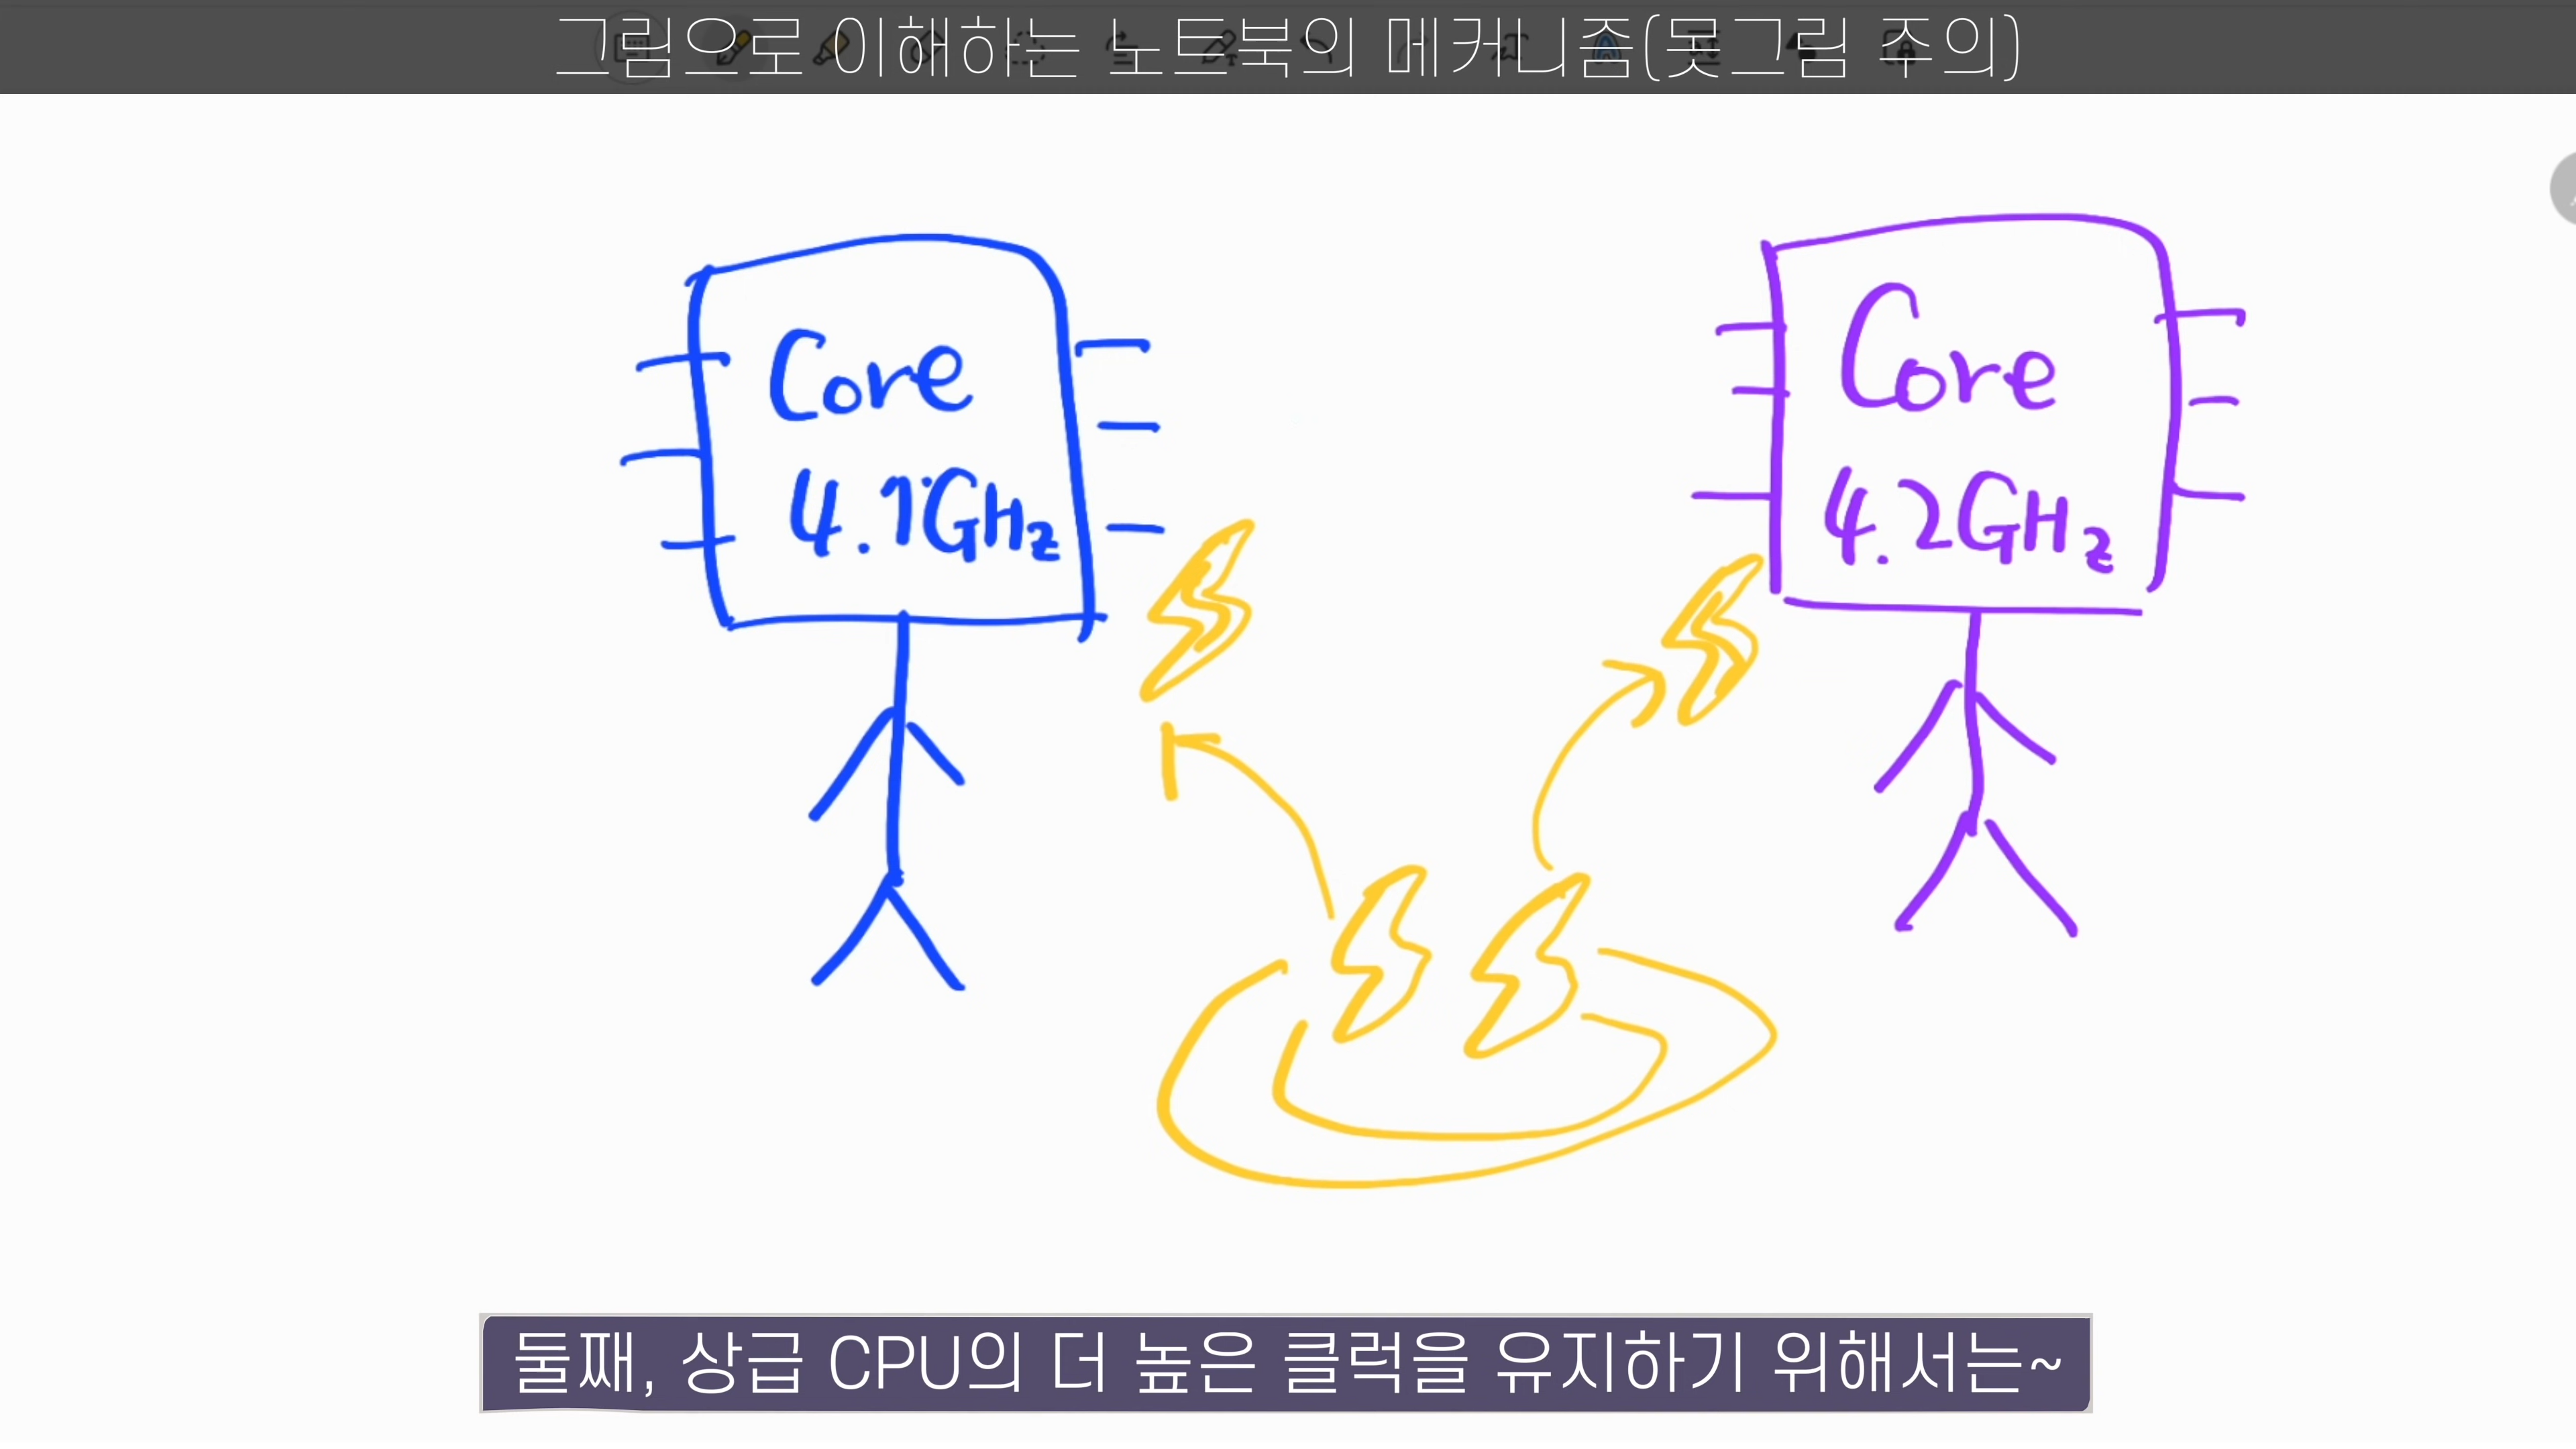 그림으로 이해하는 노트북의 메커니즘(못그림 주의)
Core
4.1GHz
Core
4.2GHz
둘째, 상급 CPU의 더 높은 클럭을 유지하기 위해서는~